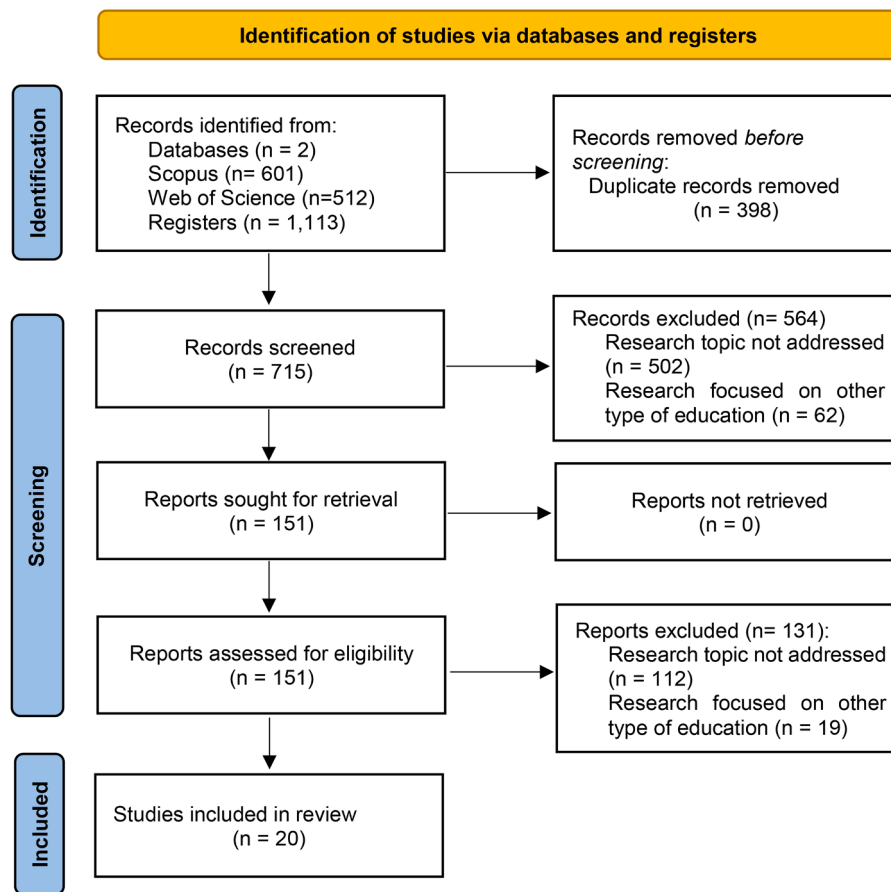 Identification of studies via databases and registers
Identification
Records identified from:
Databases (n = 2)
Scopus (n= 601)
Web of Science (n=512)
Registers (n = 1,113)
Records removed before
screening:
Duplicate records removed
(n = 398)
Screening
Records screened
(n = 715)
Records excluded (n= 564)
Research topic not addressed
(n = 502)
Research focused on other
type of education (n = 62)
Reports sought for retrieval
(n = 151)
Reports not retrieved
(n = 0)
Reports assessed for eligibility
(n = 151)
Reports excluded (n= 131):
Research topic not addressed
(n = 112)
Research focused on other
type of education (n = 19)
Included
Studies included in review
(n = 20)